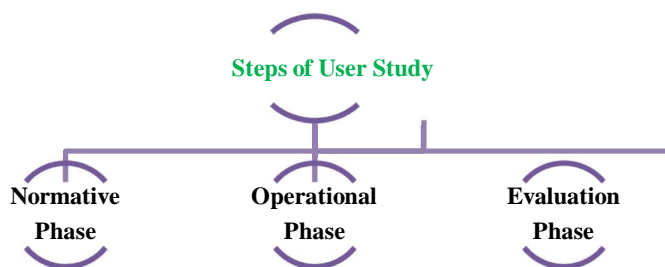 Steps of User Study
Normative
Phase
Operational
Phase
Evaluation
Phase